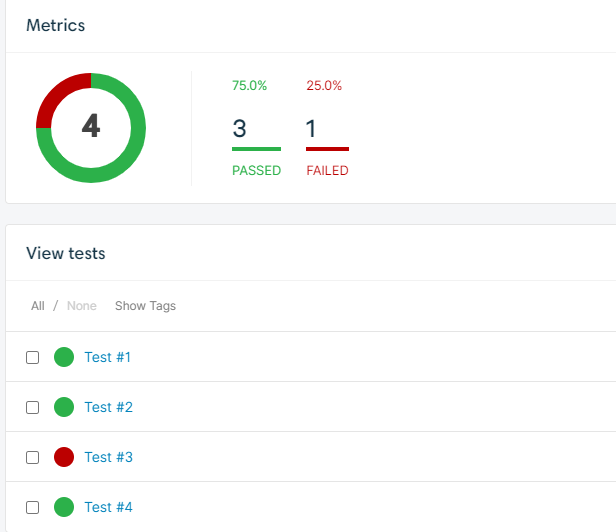 Metrics
4
75.0% 25.0%
3 1
PASSED FAILED
View tests
All / None Show Tags
Test #1
Test #2
Test #3
Test #4